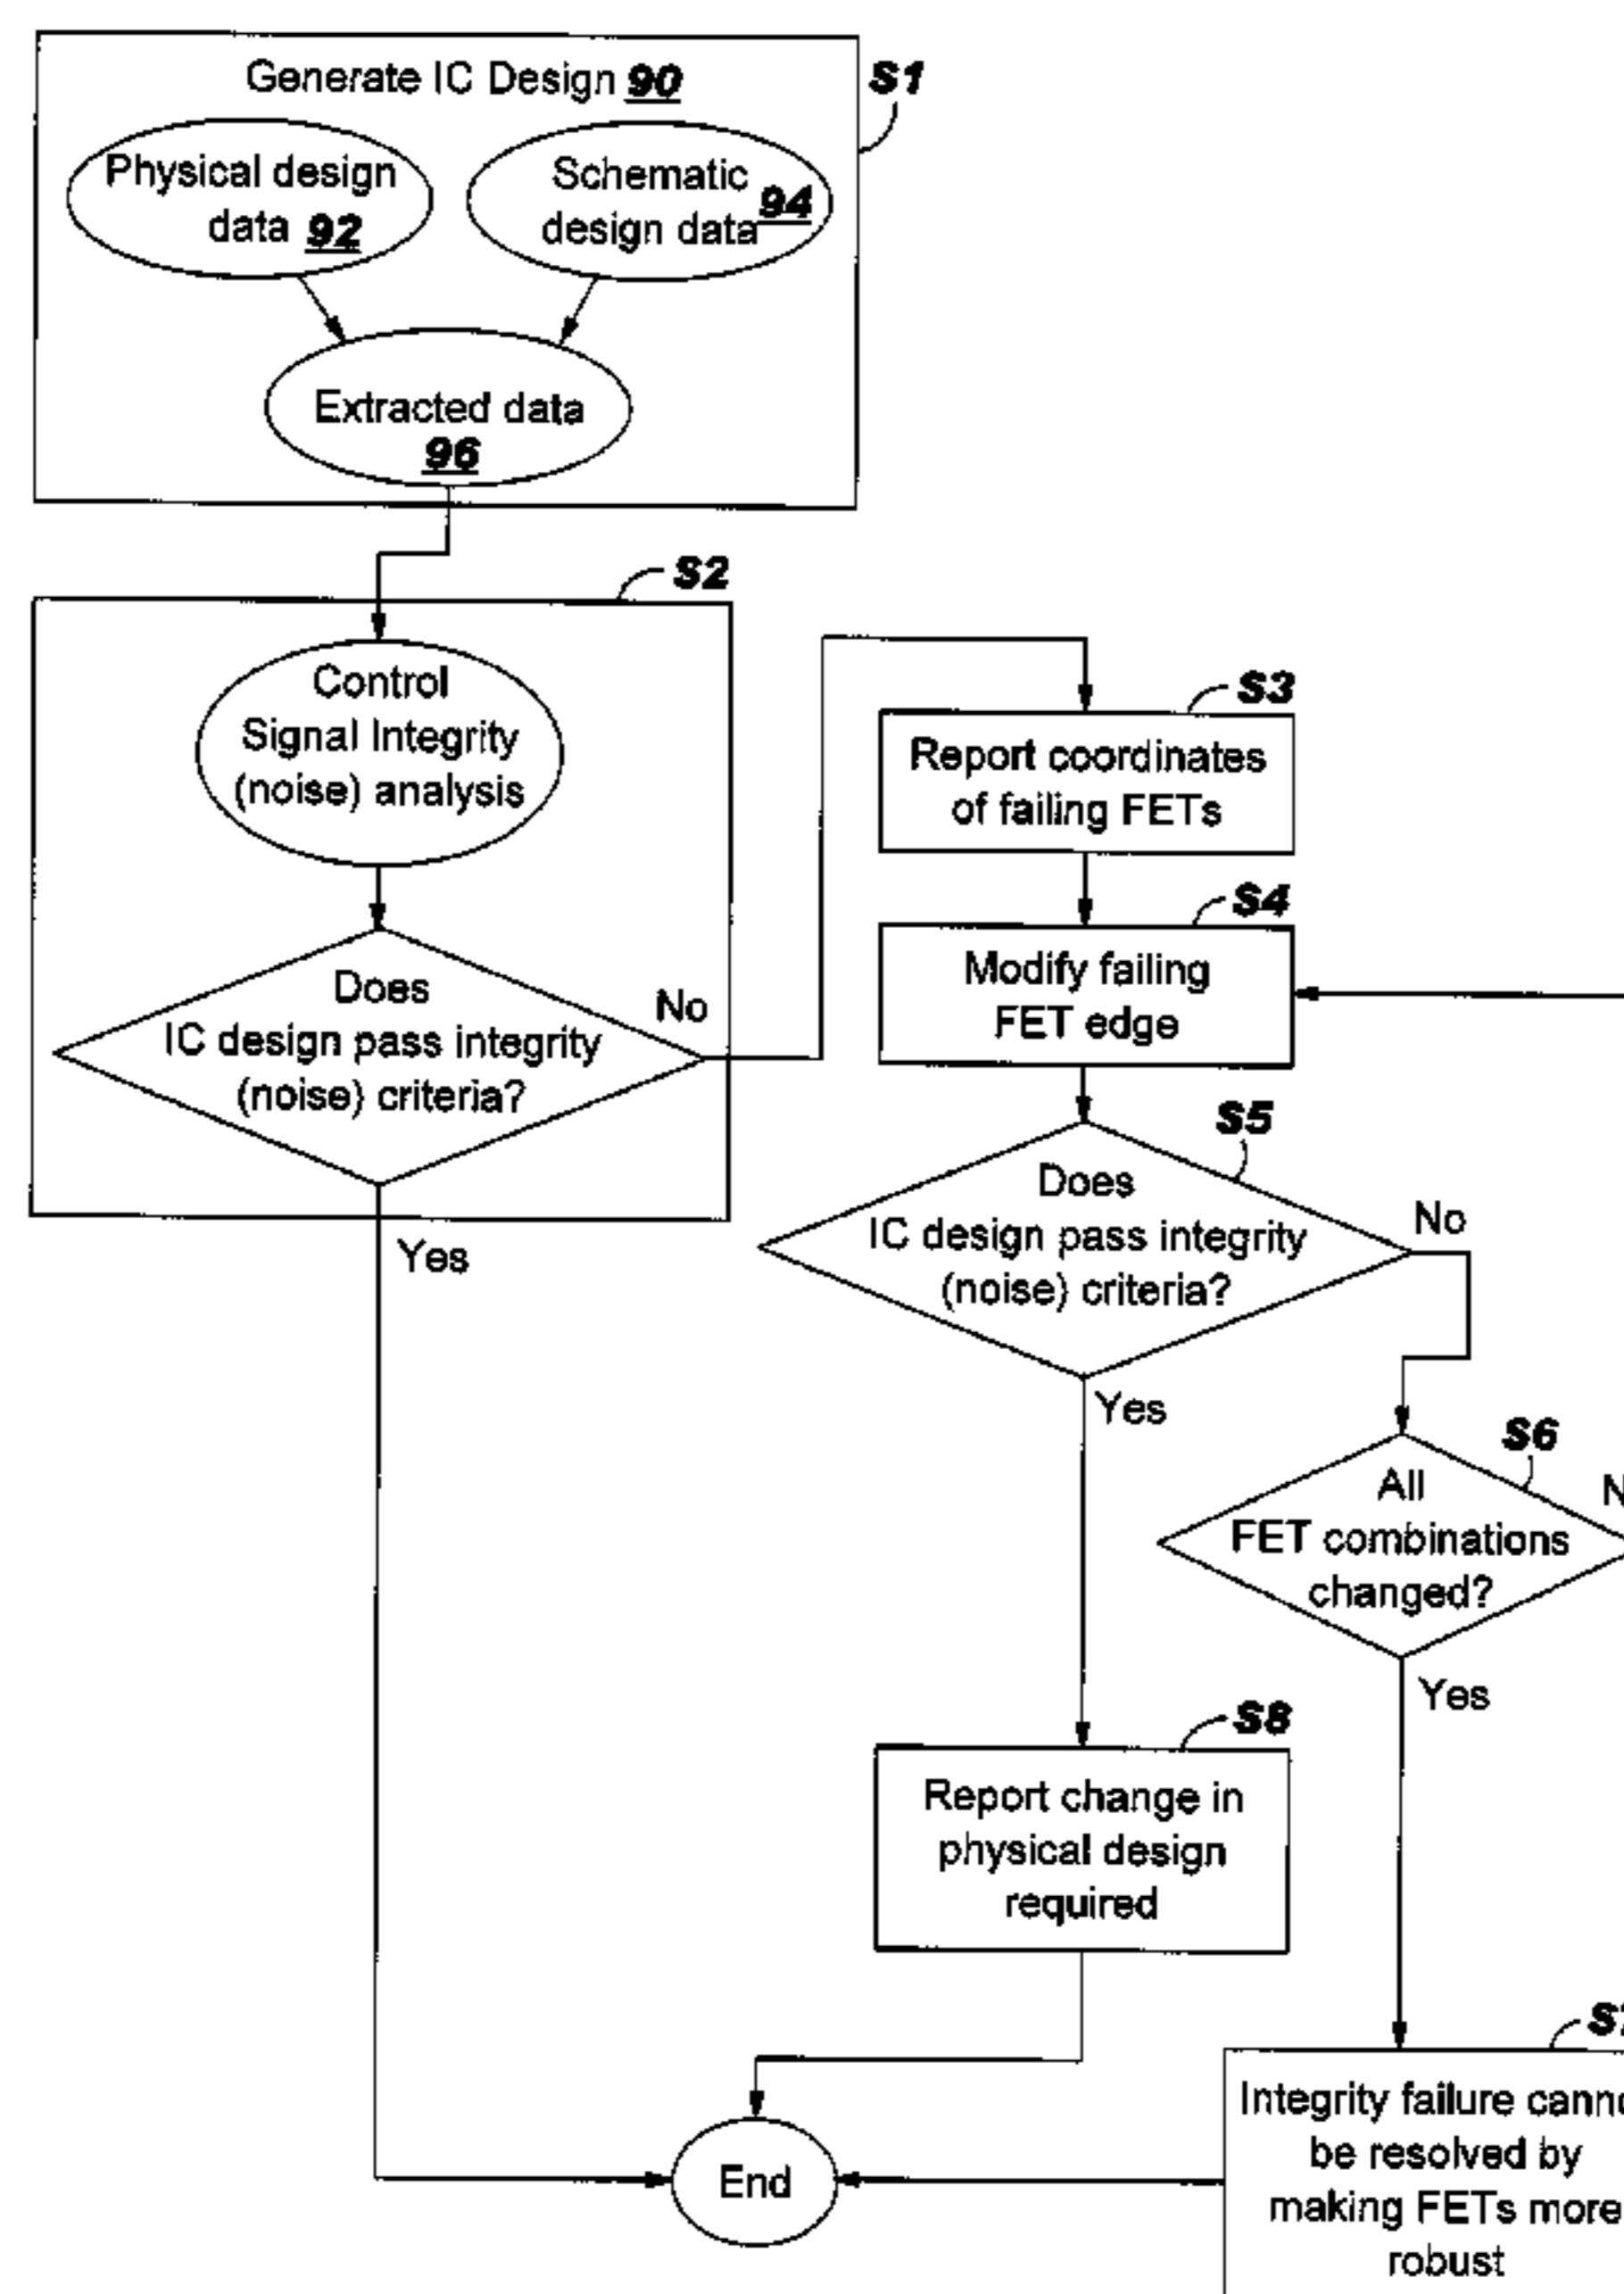 Generate IC Design 90
S1
Physical design
data 92
Schematic
design data 94
Extracted data
96
S2
Control
Signal Integrity
(noise) analysis
Does
IC design pass integrity
(noise) criteria?
No
Yes
S3
Report coordinates
of failing FETs
S4
Modify failing
FET edge
S5
Does
IC design pass integrity
(noise) criteria?
No
Yes
S6
All
FET combinations
changed?
Yes
S8
Report change in
physical design
required
Integrity failure
be resolved by
making FETs more
robust
End